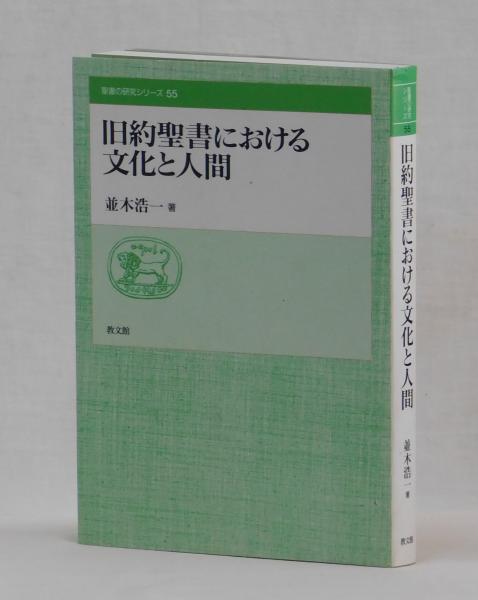 聖書の研究シリーズ 55
旧約聖書における
文化と人間
並木浩一 著
教文館
55
旧約聖書における文化と人間
並木浩一 著
教文館